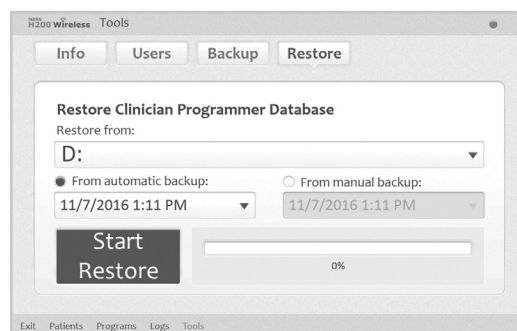 NESS
H200 Wireless Tools
Info Users Backup Restore
Restore Clinician Programmer Database
Restore from:
D:
From automatic backup: From manual backup:
11/7/2016 1:11 PM 11/7/2016 1:11 PM
Start
Restore
0%
Exit Patients Programs Logs Tools